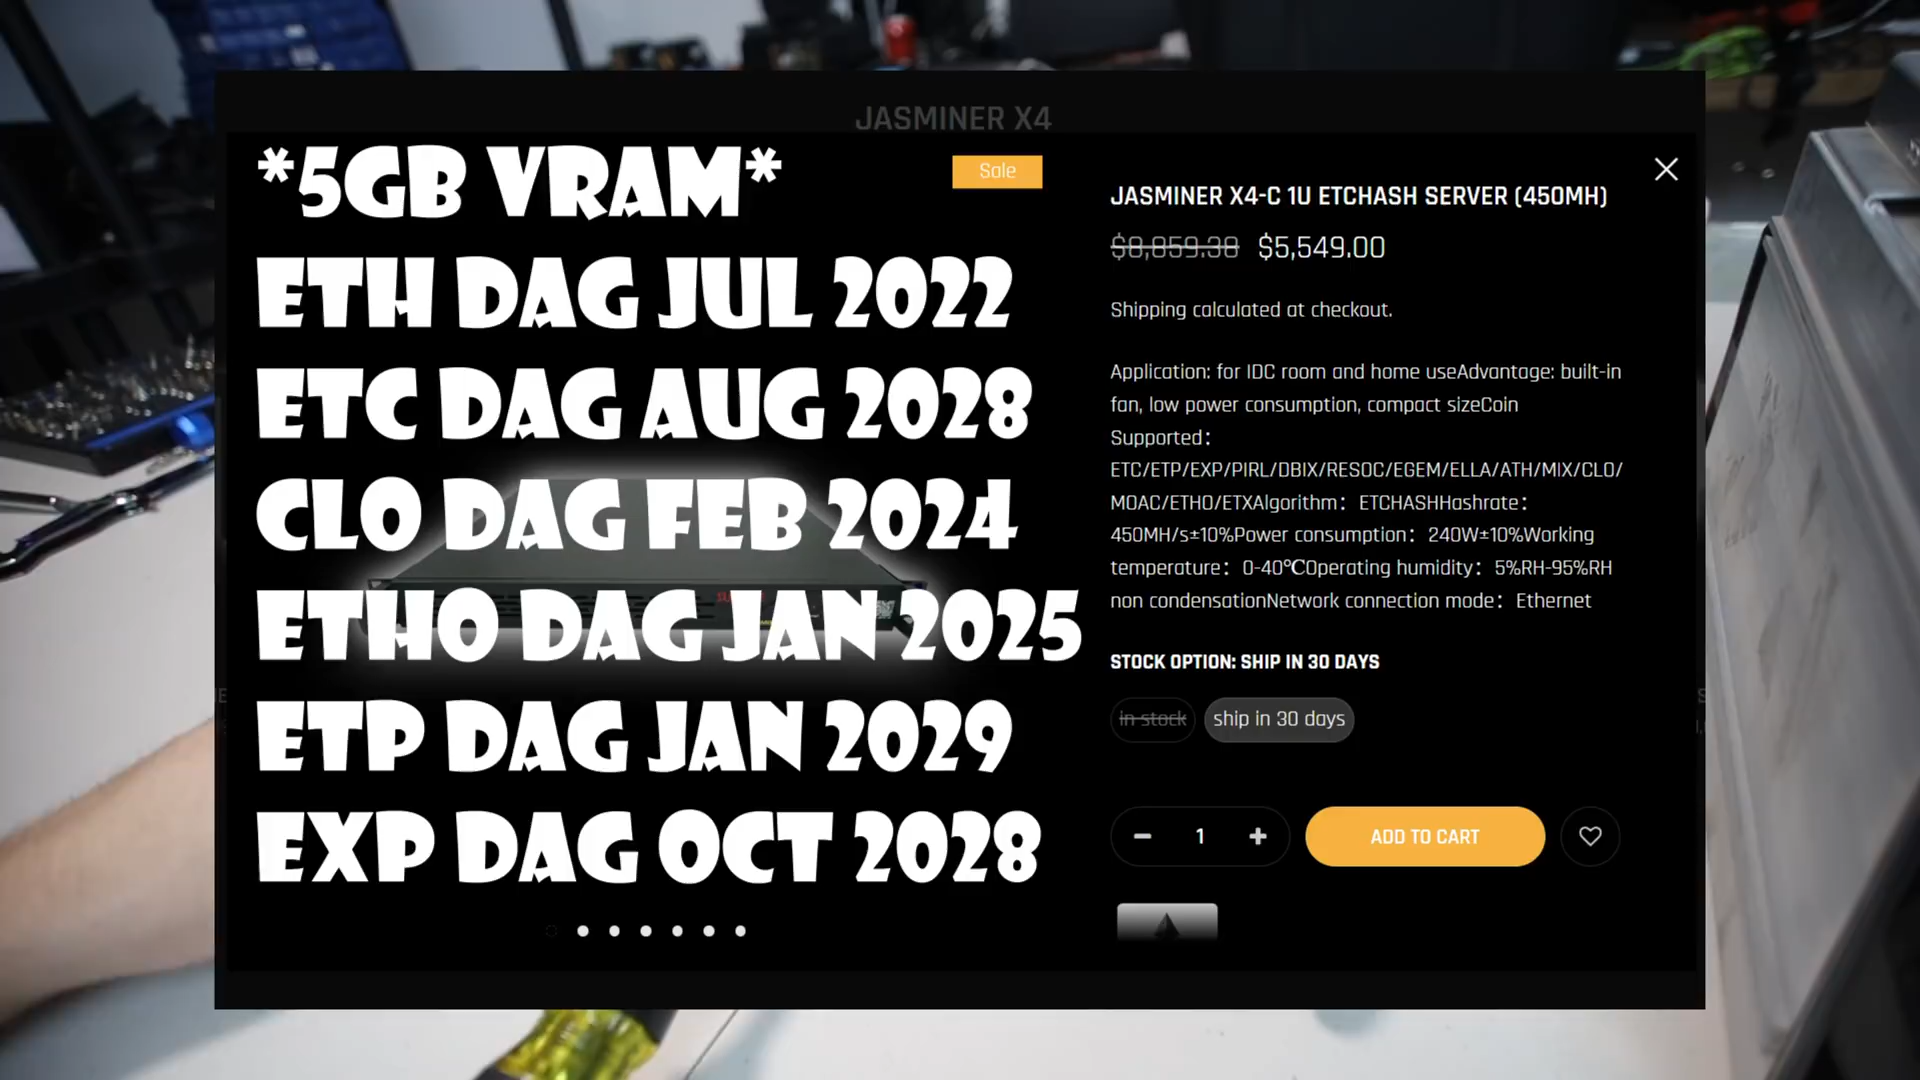 JASMINER X4
*5GB VRAM*
ETH DAG JUL 2022
ETC DAG AUG 2028
CLO DAG FEB 2024
ETHO DAG JAN 2025
ETP DAG JAN 2029
EXP DAG OCT 2028
Sale
JASMINER X4-C 1U ETCHASH SERVER (450MH)
$8,859.38 $5,549.00
Shipping calculated at checkout.
Application: for IDC room and home useAdvantage: built-in
fan, low power consumption, compact sizeCoin
Supported：
ETC/ETP/EXP/PIRL/DBIX/RESOC/EGEM/ELLA/ATH/MIX/CLO/
MOAC/ETHO/ETXAlgorithm： ETCHASHHashrate：
450MH/s±10%Power consumption： 240W±10%Working
temperature： 0-40℃Operating humidity： 5%RH-95%RH
non condensationNetwork connection mode： Ethernet
STOCK OPTION: SHIP IN 30 DAYS
in stock ship in 30 days
1
ADD TO CART